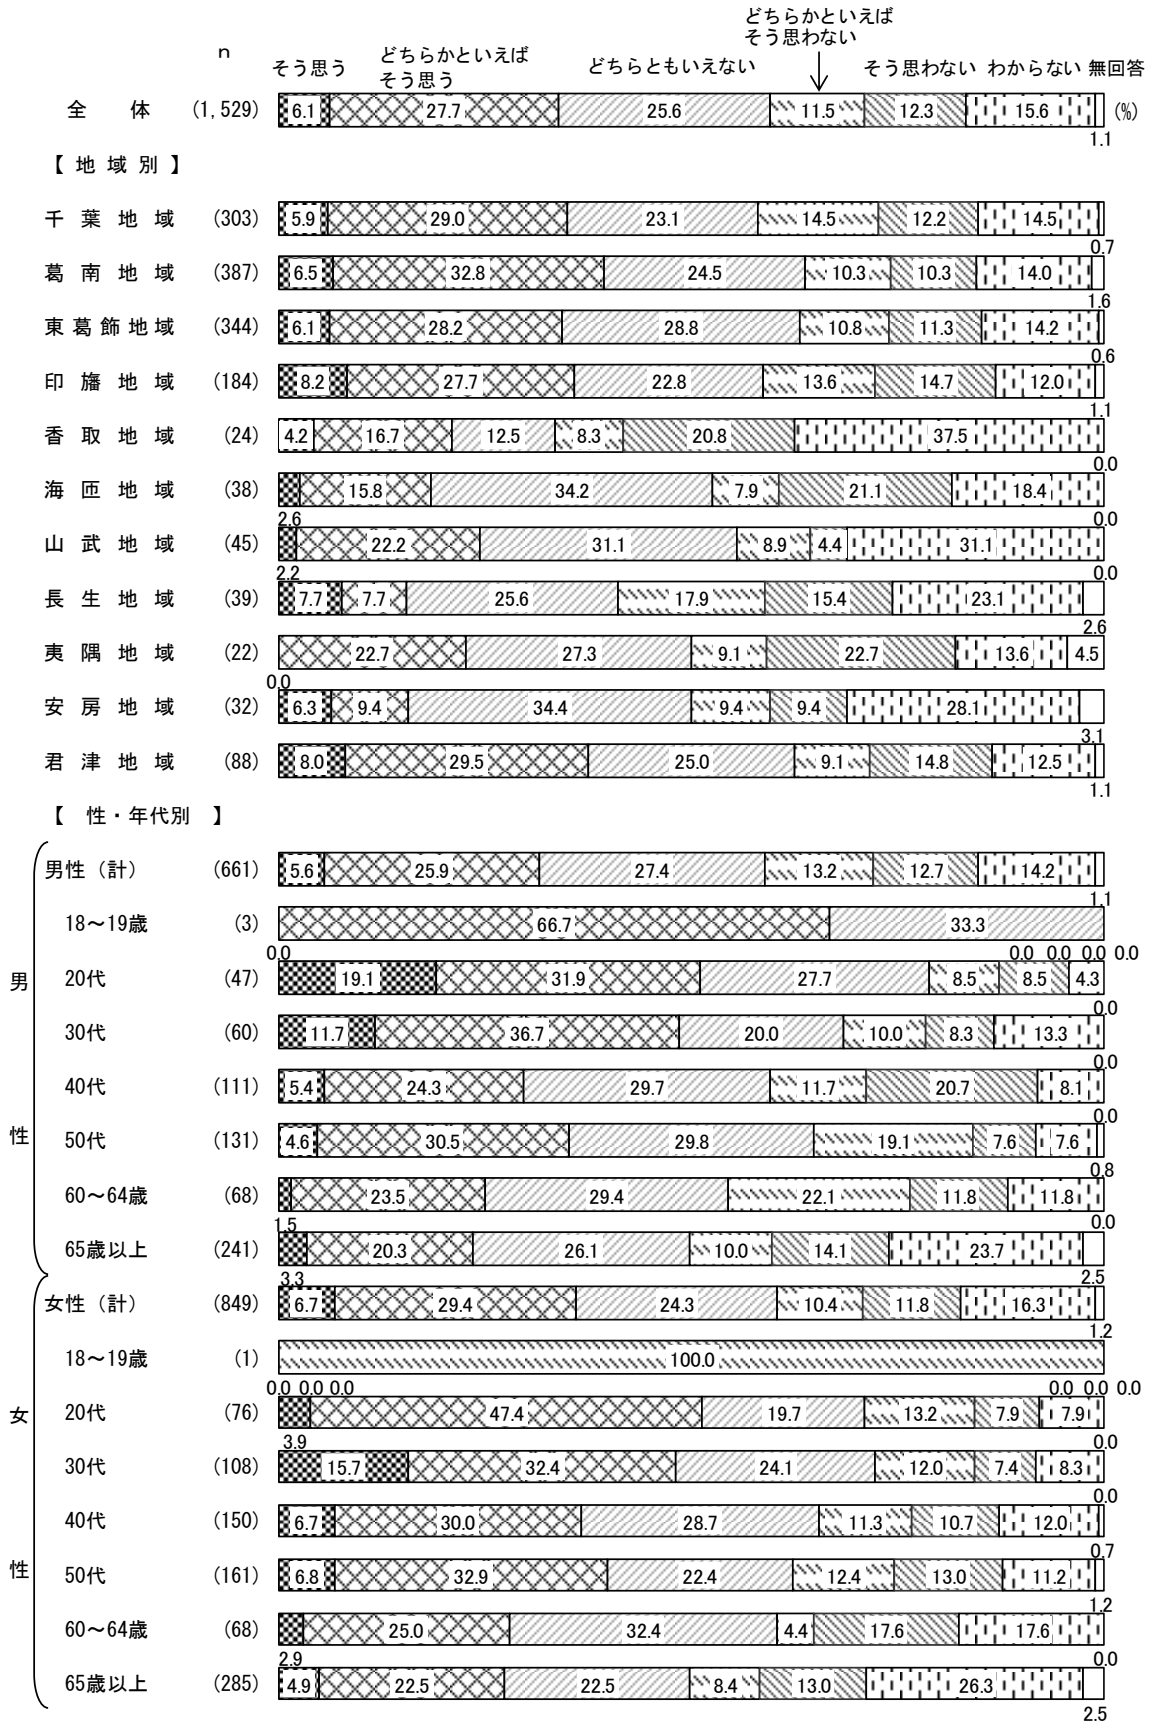 どちらかといえば
そう思わない
n そう思う どちらかといえば そう思う どちらともいえない そう思わない わからない 無回答
全体 (1,529) 6.1 27.7 25.6 11.5 12.3 15.6 1.1 (%)
【地域別】
千葉地域 (303) 5.9 29.0 23.1 14.5 12.2 14.5 0.7
葛南地域 (387) 6.5 32.8 24.5 10.3 10.3 14.0 1.6
東葛飾地域 (344) 6.1 28.2 28.8 10.8 11.3 14.2 0.6
印旛地域 (184) 8.2 27.7 22.8 13.6 14.7 12.0 1.1
香取地域 (24) 4.2 16.7 12.5 8.3 20.8 37.5 0.0
海匝地域 (38) 2.6 15.8 34.2 7.9 21.1 18.4 0.0
山武地域 (45) 2.2 22.2 31.1 8.9 4.4 31.1 0.0
長生地域 (39) 7.7 7.7 25.6 17.9 15.4 23.1 2.6
夷隅地域 (22) 0.0 22.7 27.3 9.1 22.7 13.6 4.5
安房地域 (32) 6.3 9.4 34.4 9.4 9.4 28.1 3.1
君津地域 (88) 8.0 29.5 25.0 9.1 14.8 12.5 1.1
【性・年代別】
男性
男性（計） (661) 5.6 25.9 27.4 13.2 12.7 14.2 1.1
18～19歳 (3) 0.0 66.7 33.3 0.0 0.0 0.0 0.0
20代 (47) 19.1 31.9 27.7 8.5 8.5 4.3 0.0
30代 (60) 11.7 36.7 20.0 10.0 8.3 13.3 0.0
40代 (111) 5.4 24.3 29.7 11.7 20.7 8.1 0.0
50代 (131) 4.6 30.5 29.8 19.1 7.6 7.6 0.8
60～64歳 (68) 1.5 23.5 29.4 22.1 11.8 11.8 0.0
65歳以上 (241) 3.3 20.3 26.1 10.0 14.1 23.7 2.5
女性
女性（計） (849) 6.7 29.4 24.3 10.4 11.8 16.3 1.2
18～19歳 (1) 0.0 0.0 0.0 100.0 0.0 0.0 0.0
20代 (76) 3.9 47.4 19.7 13.2 7.9 7.9 0.0
30代 (108) 15.7 32.4 24.1 12.0 7.4 8.3 0.0
40代 (150) 6.7 30.0 28.7 11.3 10.7 12.0 0.7
50代 (161) 6.8 32.9 22.4 12.4 13.0 11.2 1.2
60～64歳 (68) 2.9 25.0 32.4 4.4 17.6 17.6 0.0
65歳以上 (285) 4.9 22.5 22.5 8.4 13.0 26.3 2.5